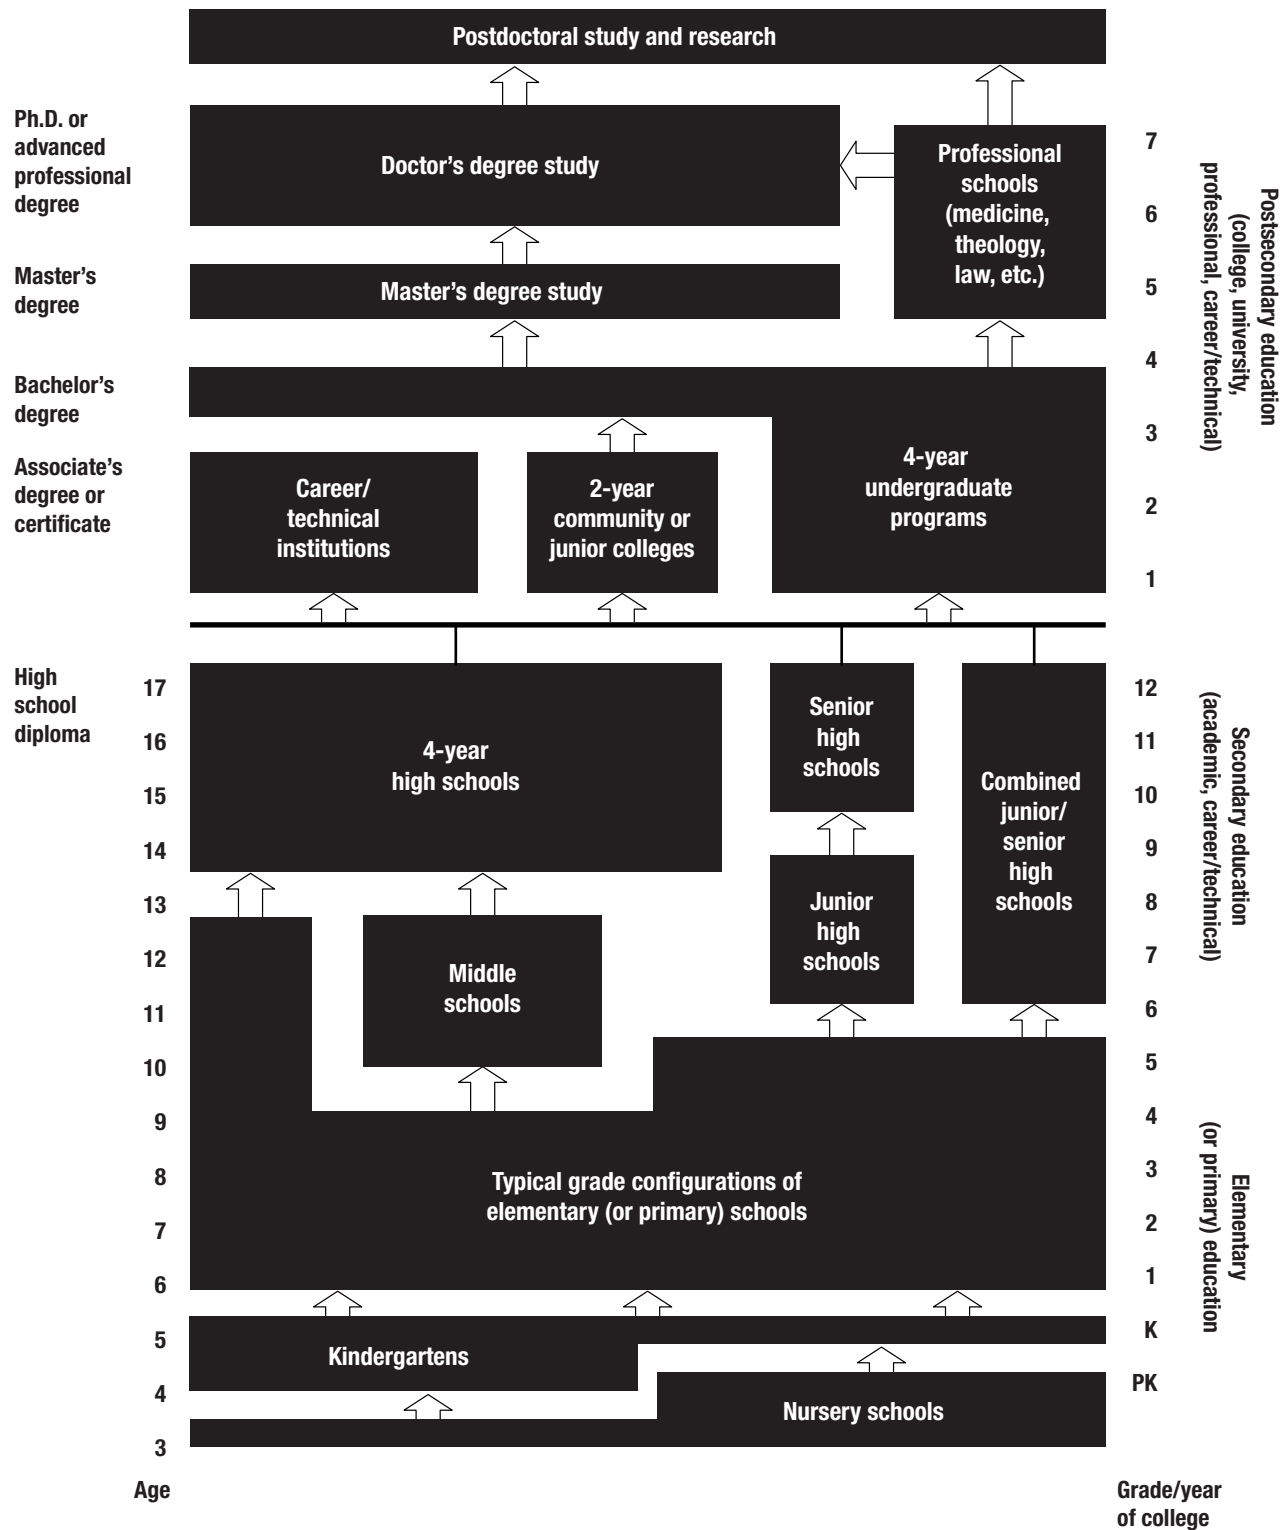 Postdoctoral study and research
Ph.D. or
advanced
professional
degree
Doctor’s degree study
Professional
schools
(medicine,
theology,
law, etc.)
7
6
5
Master’s
degree
Master’s degree study
4
Bachelor’s
degree
3
Associate’s
degree or
certificate
Career/
technical
institutions
2-year
community or
junior colleges
4-year
undergraduate
programs
2
1
Postsecondary education
(college, university,
professional, career/technical)
High
school
diploma
17
16
15
14
13
12
11
10
9
8
7
6
5
4
3
Age
4-year
high schools
Senior
high
schools
Combined
junior/
senior
high
schools
Junior
high
schools
Middle
schools
12
11
10
9
8
7
6
5
4
3
2
1
K
PK
Secondary education
(academic, career/technical)
Typical grade configurations of
elementary (or primary) schools
Elementary
(or primary) education
Kindergartens
Nursery schools
Grade/year
of college